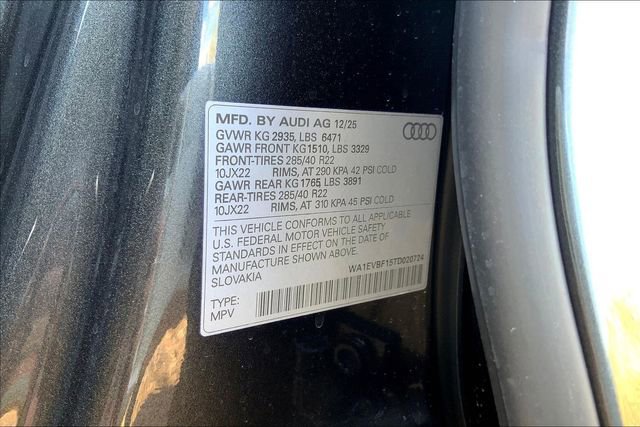 MFD. BY AUDI AG 12/25
GVWR KG 2935, LBS 6471
GAWR FRONT KG1510, LBS 3329
FRONT-TIRES 285/40 R22
10JX22 RIMS, AT 290 KPA 42 PSI COLD
GAWR REAR KG1765, LBS 3891
REAR-TIRES 285/40 R22
10JX22 RIMS, AT 310 KPA 45 PSI COLD
THIS VEHICLE CONFORMS TO ALL APPLICABLE
U.S. FEDERAL MOTOR VEHICLE SAFETY
STANDARDS IN EFFECT ON THE DATE OF
MANUFACTURE SHOWN ABOVE.
SLOVAKIA
WA1EVBF15TD020724
TYPE:
MPV